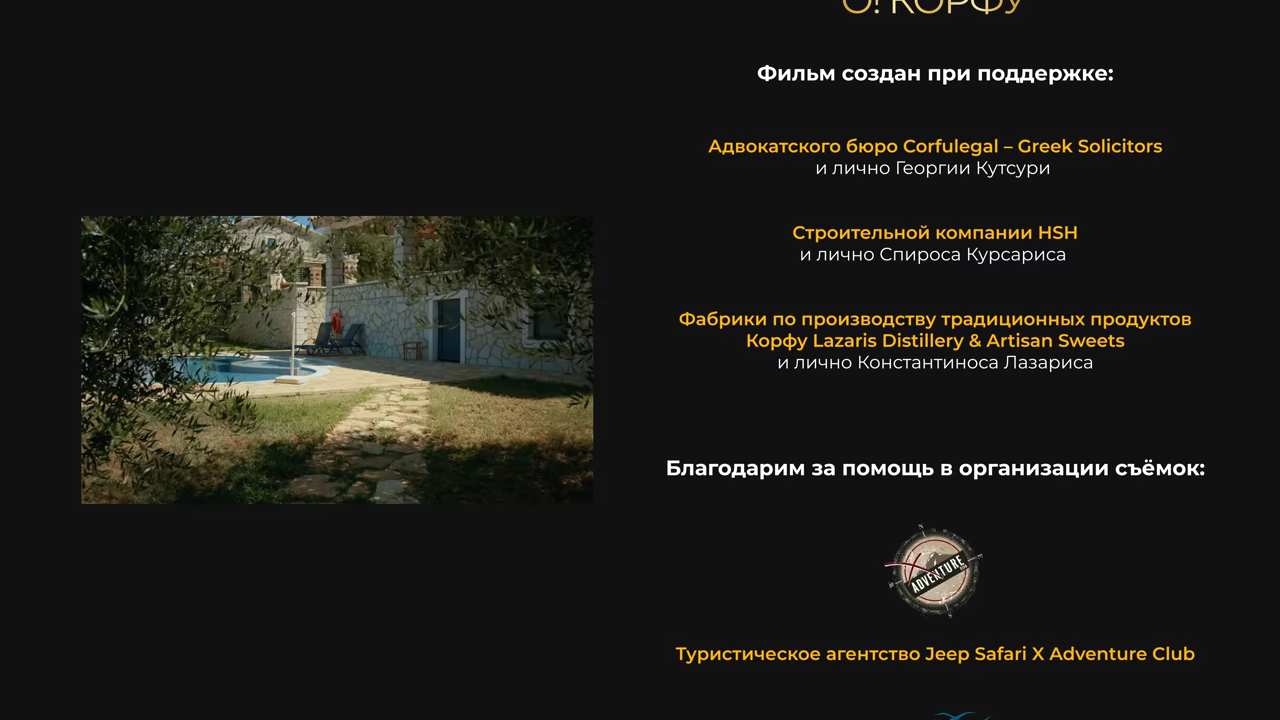 О! КОРФУ
Фильм создан при поддержке:
Адвокатского бюро Corfulegal – Greek Solicitors
и лично Георгии Кутсури
Строительной компании HSH
и лично Спироса Курсариса
Фабрики по производству традиционных продуктов
Корфу Lazaris Distillery & Artisan Sweets
и лично Константиноса Лазариса
Благодарим за помощь в организации съёмок:
N
E
S
X ADVENTURE
Туристическое агентство Jeep Safari X Adventure Club